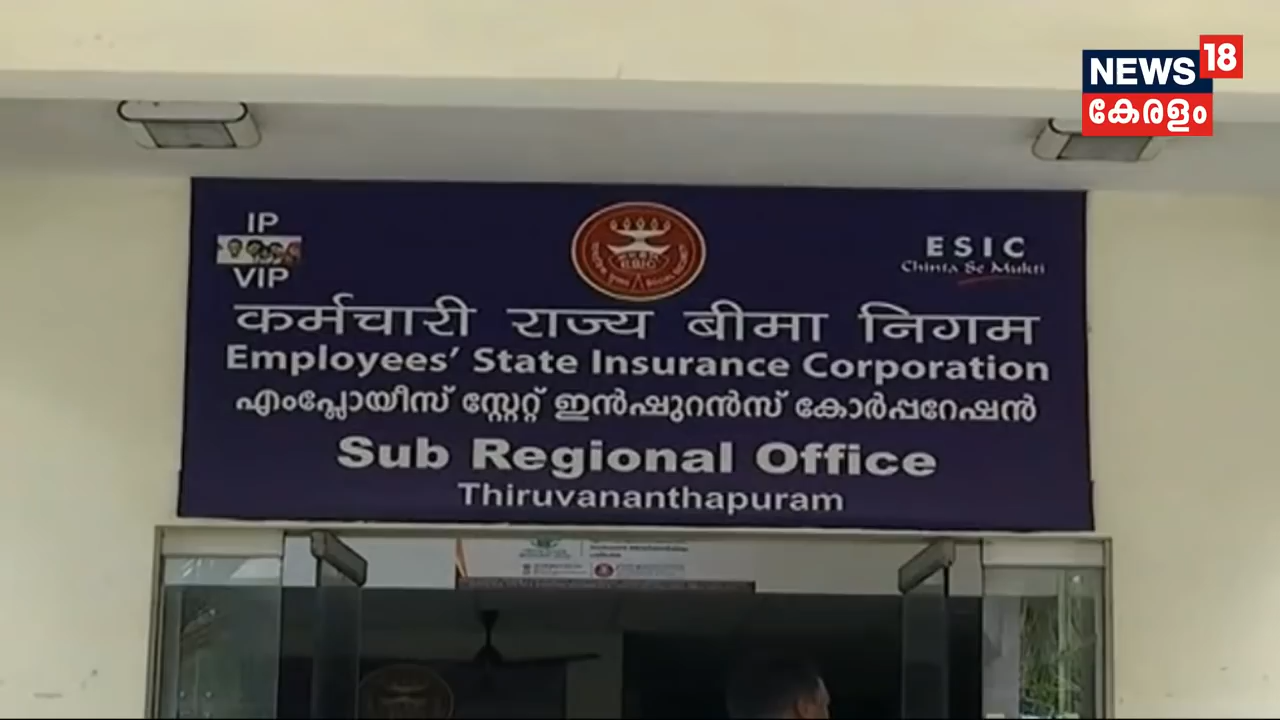 NEWS 18
കേരളം
IP
VIP
ESIC
Chinta Se Mukti
कर्मचारी राज्य बीमा निगम
Employees' State Insurance Corporation
എംപ്ലോയീസ് സ്റ്റേറ്റ് ഇൻഷുറൻസ് കോർപ്പറേഷൻ
Sub Regional Office
Thiruvananthapuram